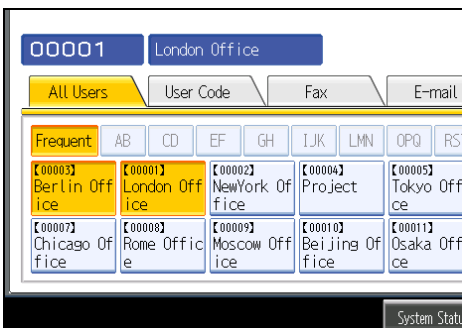 00001 London Office
All Users User Code Fax E-mail
Frequent AB CD EF GH IJK LMN OPQ RS
【00003】 【00001】 【00002】 【00004】 【00005】
Berlin Off London Off NewYork Of Project Tokyo Off
ice ice fice ce
【00007】 【00008】 【00009】 【00010】 【00011】
Chicago Of Rome Offic Moscow Off Beijing Of Osaka Off
fice e ice fice ce
System Statu